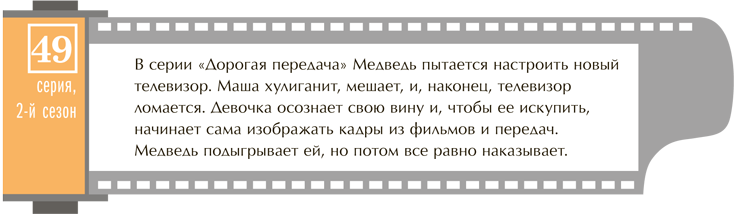 49
серия,
2-й сезон
В серии «Дорогая передача» Медведь пытается настроить новый
телевизор. Маша хулиганит, мешает, и, наконец, телевизор
ломается. Девочка осознает свою вину и, чтобы ее искупить,
начинает сама изображать кадры из фильмов и передач.
Медведь подыгрывает ей, но потом все равно наказывает.